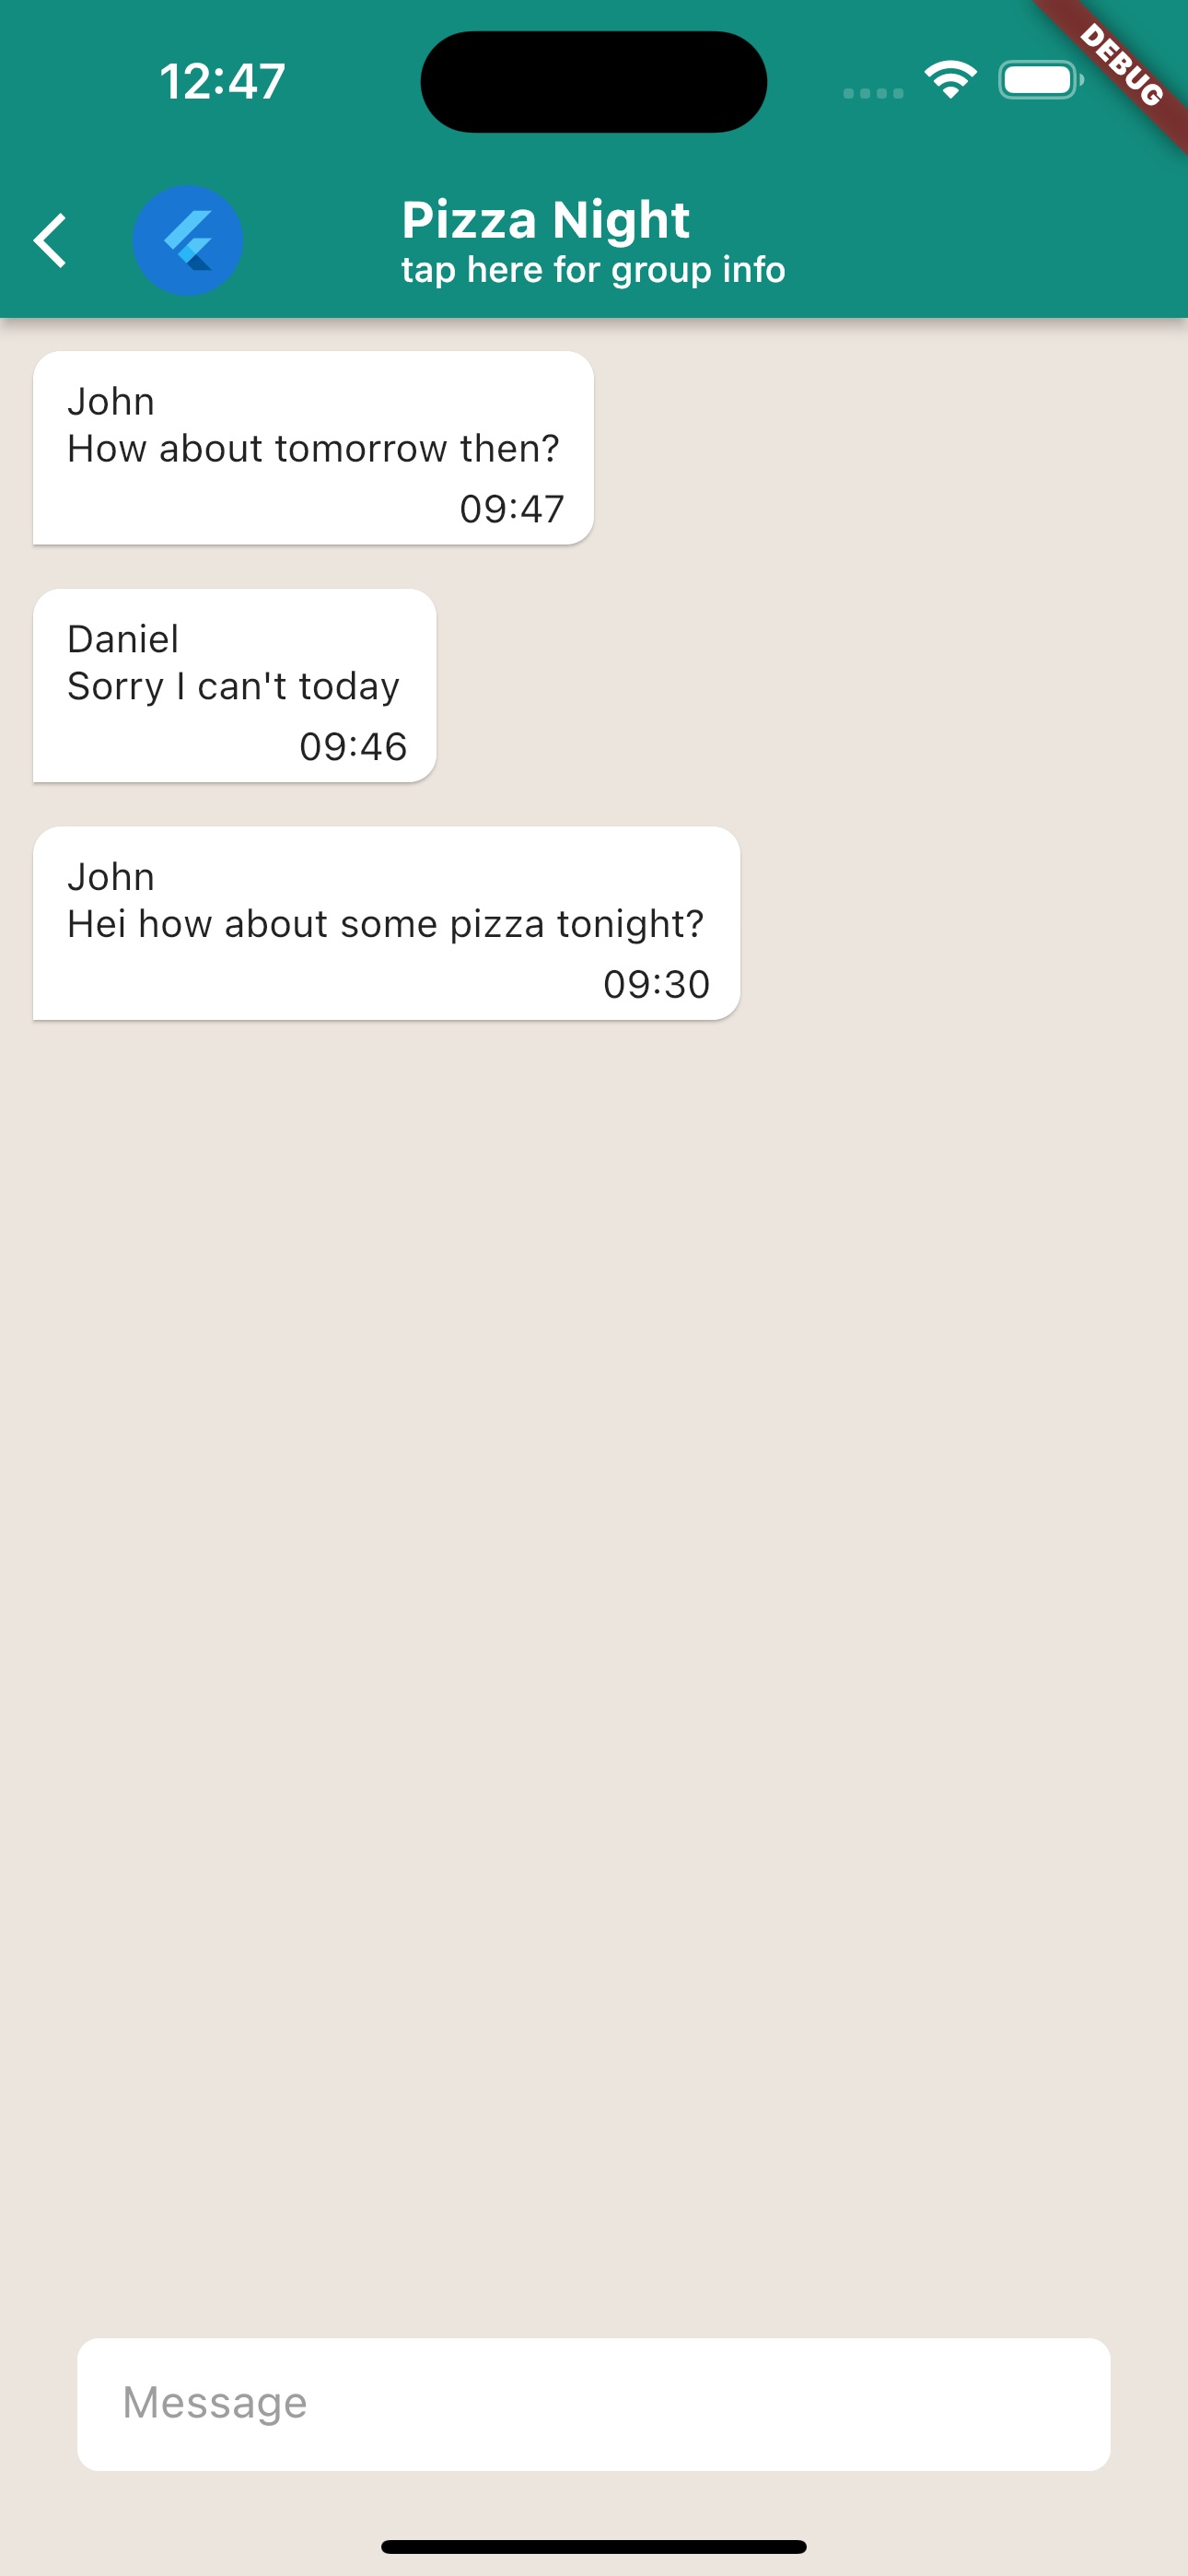 12:47
DEBUG
Pizza Night
tap here for group info
John
How about tomorrow then?
09:47
Daniel
Sorry I can't today
09:46
John
Hei how about some pizza tonight?
09:30
Message